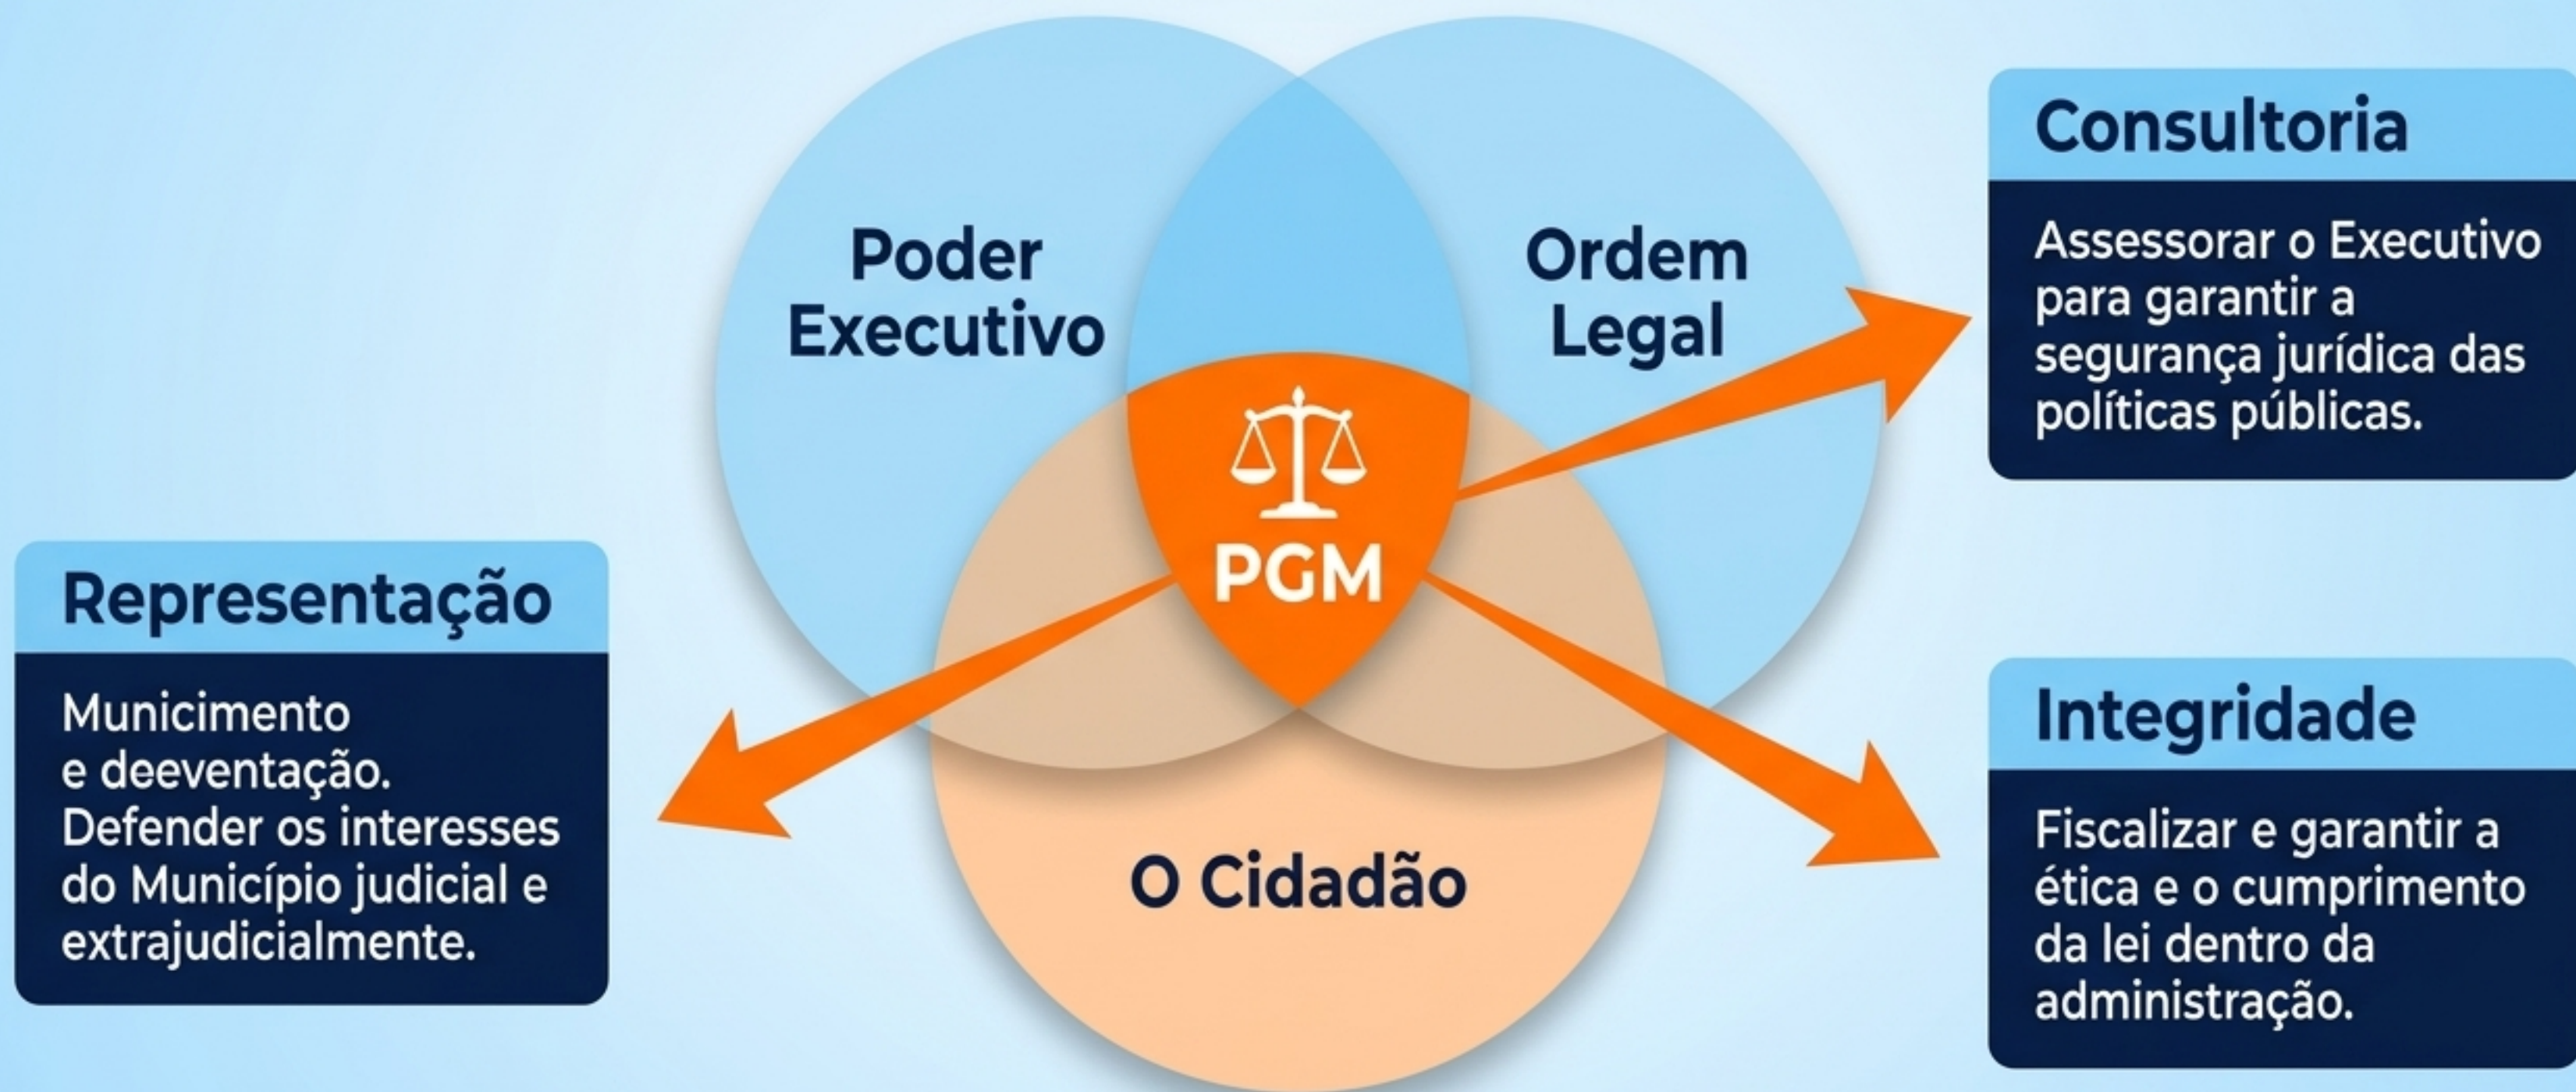 Poder
Executivo
Ordem
Legal
PGM
O Cidadão
Consultoria
Assessorar o Executivo
para garantir a
segurança jurídica das
políticas públicas.
Representação
Municimento
e deeventação.
Defender os interesses
do Município judicial e
extrajudicialmente.
Integridade
Fiscalizar e garantir a
ética e o cumprimento
da lei dentro da
administração.